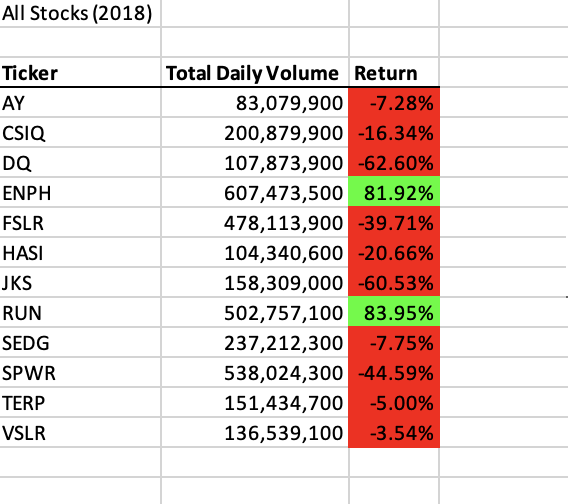 All Stocks (2018)
Ticker Total Daily Volume Return
AY 83,079,900 -7.28%
CSIQ 200,879,900 -16.34%
DQ 107,873,900 -62.60%
ENPH 607,473,500 81.92%
FSLR 478,113,900 -39.71%
HASI 104,340,600 -20.66%
JKS 158,309,000 -60.53%
RUN 502,757,100 83.95%
SEDG 237,212,300 -7.75%
SPWR 538,024,300 -44.59%
TERP 151,434,700 -5.00%
VSLR 136,539,100 -3.54%